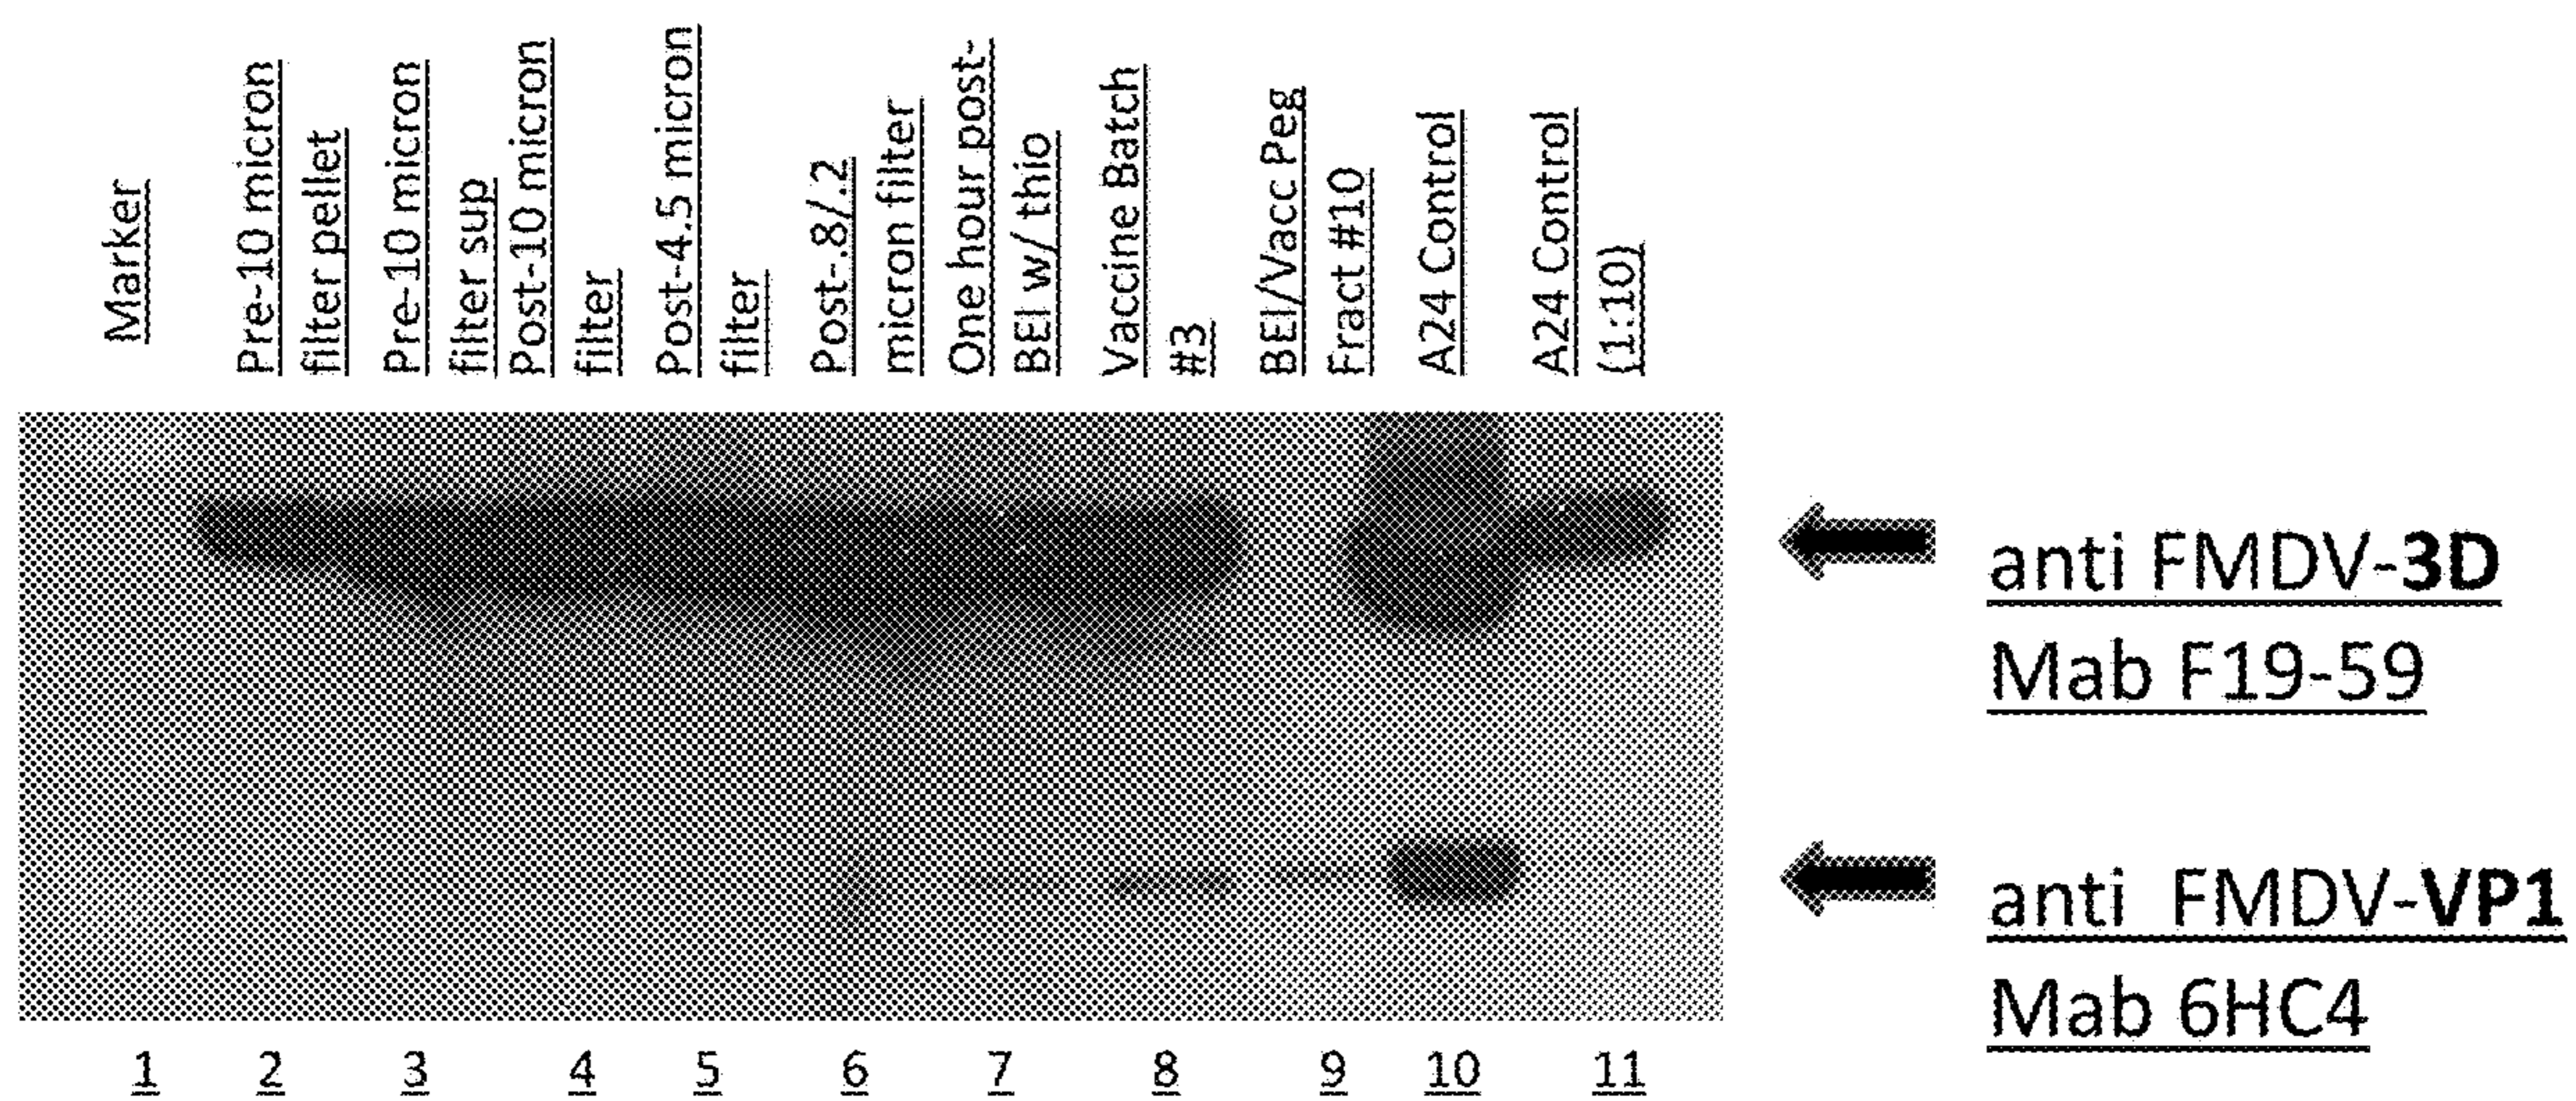 Marker
Pre-10 micron
filter pellet
Pre-10 micron
filter sup
Post-10 micron
filter
Post-4.5 micron
filter
Post-.8/.2
micron filter
One hour post-
BEI w/ thio
Vaccine Batch
#3
BEI/Vacc Peg
Fract #10
A24 Control
A24 Control
(1:10)
anti FMDV-3D
Mab F19-59
anti FMDV-VP1
Mab 6HC4
1 2 3 4 5 6 7 8 9 10 11